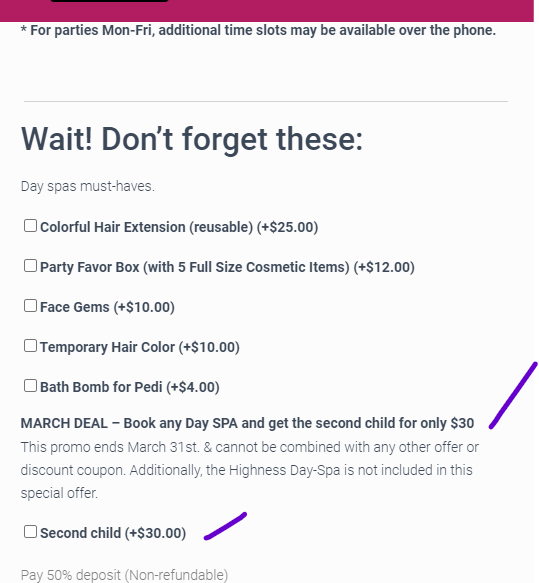 * For parties Mon-Fri, additional time slots may be available over the phone.
Wait! Don’t forget these:
Day spas must-haves.
Colorful Hair Extension (reusable) (+$25.00)
Party Favor Box (with 5 Full Size Cosmetic Items) (+$12.00)
Face Gems (+$10.00)
Temporary Hair Color (+$10.00)
Bath Bomb for Pedi (+$4.00)
MARCH DEAL – Book any Day SPA and get the second child for only $30
This promo ends March 31st. & cannot be combined with any other offer or
discount coupon. Additionally, the Highness Day-Spa is not included in this
special offer.
Second child (+$30.00)
Pay 50% deposit (Non-refundable)